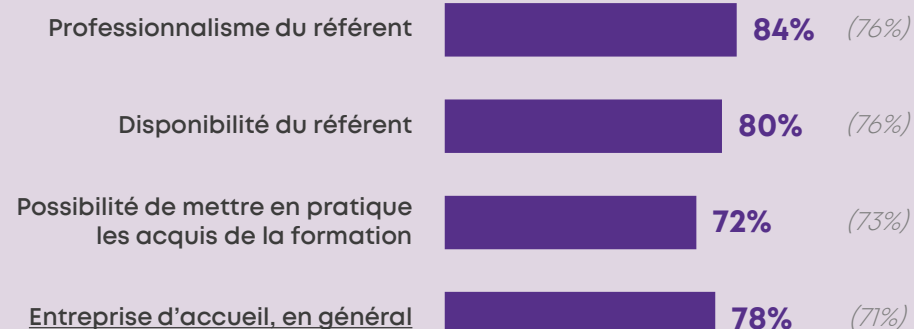 Professionnalisme du référent 84% (76%)
Disponibilité du référent 80% (76%)
Possibilité de mettre en pratique
les acquis de la formation 72% (73%)
Entreprise d'accueil, en général 78% (71%)